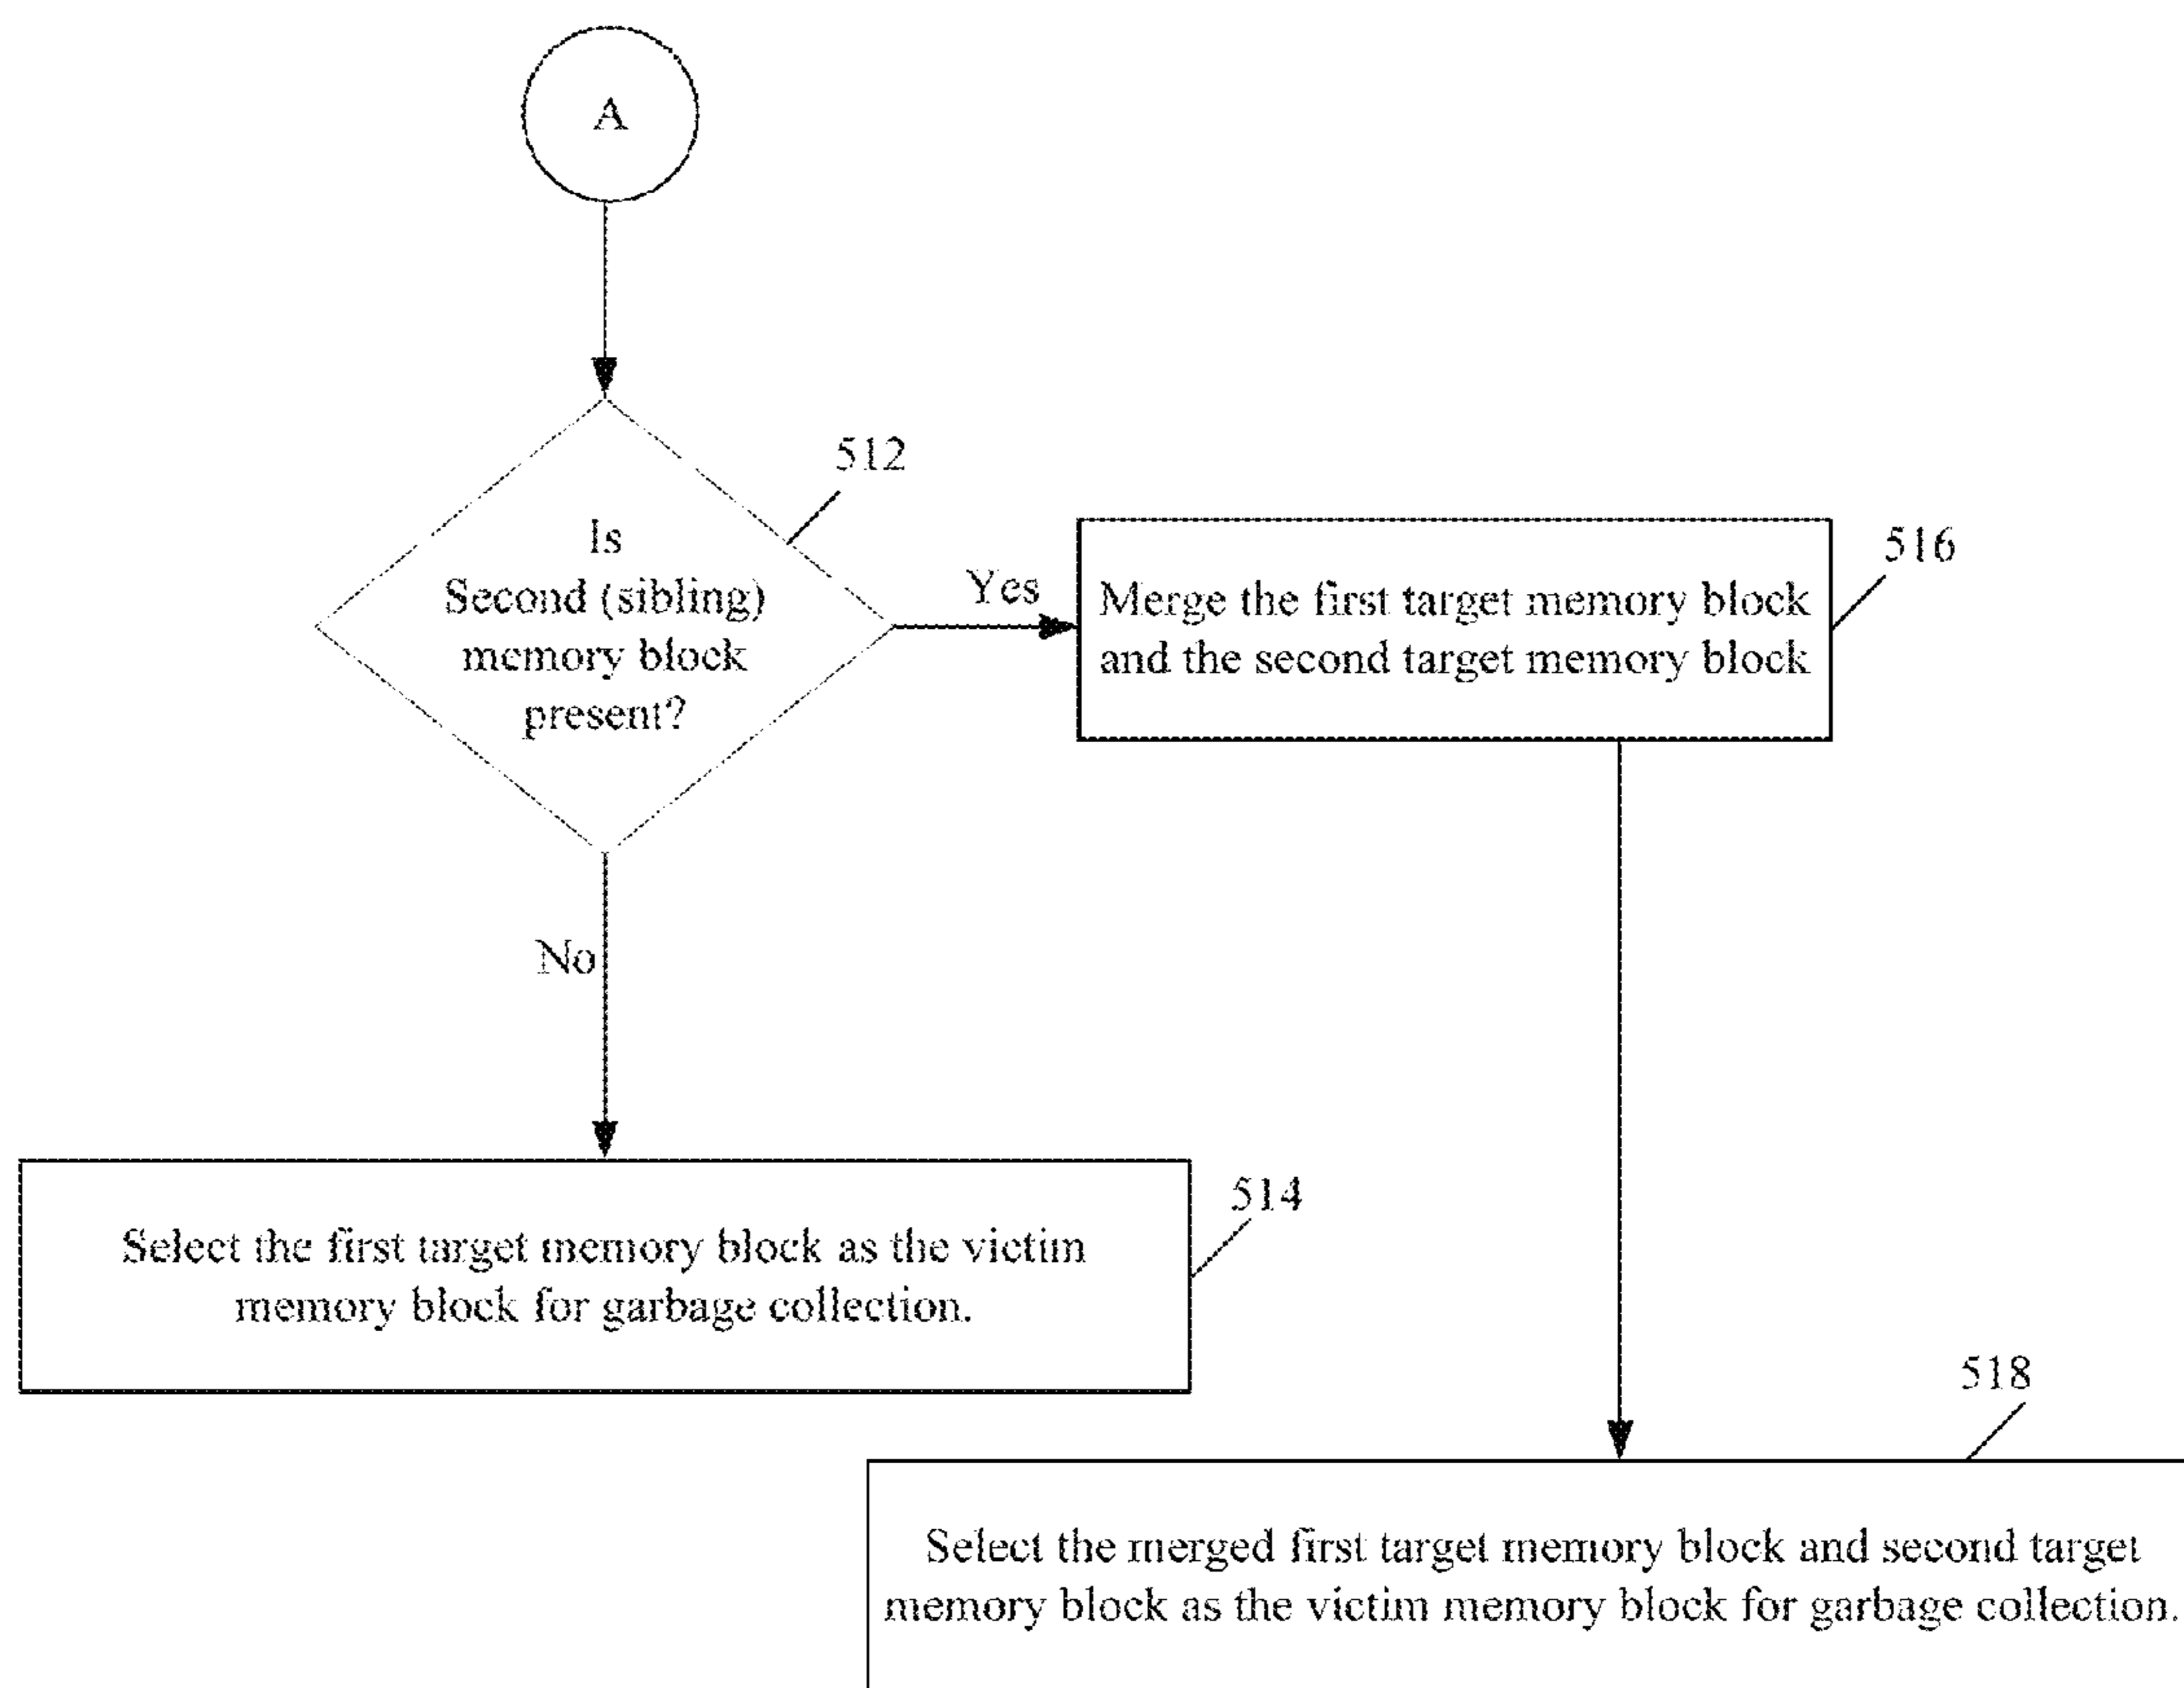 A
512
Is
Second (sibling)
memory block
present?
Yes
516
Merge the first target memory block
and the second target memory block
No
514
Select the first target memory block as the victim
memory block for garbage collection.
518
Select the merged first target memory block and second target
memory block as the victim memory block for garbage collection.